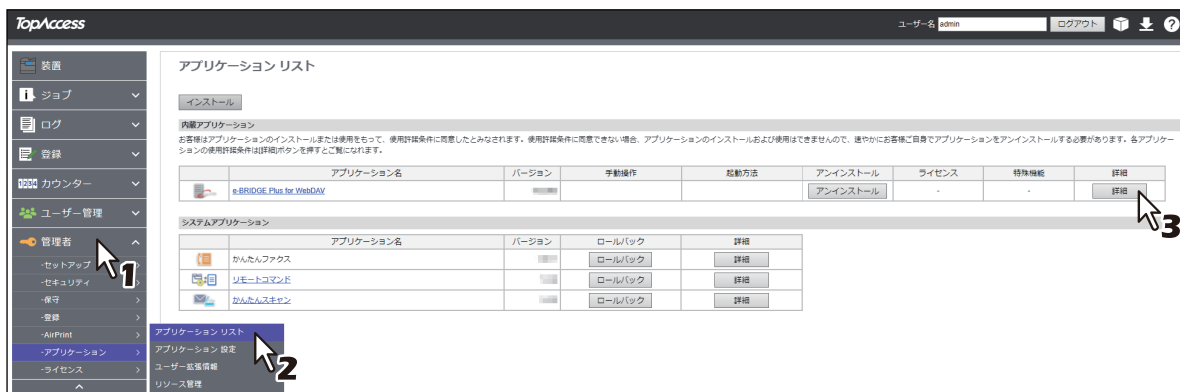 TopAccess
ユーザー名 admin ログアウト
装置
ジョブ
ログ
登録
カウンター
ユーザー管理
管理者
-セットアップ
-セキュリティ
-保守
-登録
-AirPrint
-アプリケーション
-ライセンス
アプリケーション リスト
アプリケーション 設定
ユーザー拡張情報
リソース管理
1
2
アプリケーション リスト
インストール
内蔵アプリケーション
お客様はアプリケーションのインストールまたは使用をもって、使用許諾条件に同意したとみなされます。使用許諾条件に同意できない場合、アプリケーションのインストールおよび使用はできませんので、速やかにお客様ご自身でアプリケーションをアンインストールする必要があります。各アプリケー
ションの使用許諾条件は[詳細]ボタンを押すとご覧になれます。
アプリケーション名 バージョン 手動操作 起動方法 アンインストール ライセンス 特殊機能 詳細
e-BRIDGE Plus for WebDAV アンインストール - - 詳細
3
システムアプリケーション
アプリケーション名 バージョン ロールバック 詳細
かんたんファクス ロールバック 詳細
リモートコマンド ロールバック 詳細
かんたんスキャン ロールバック 詳細